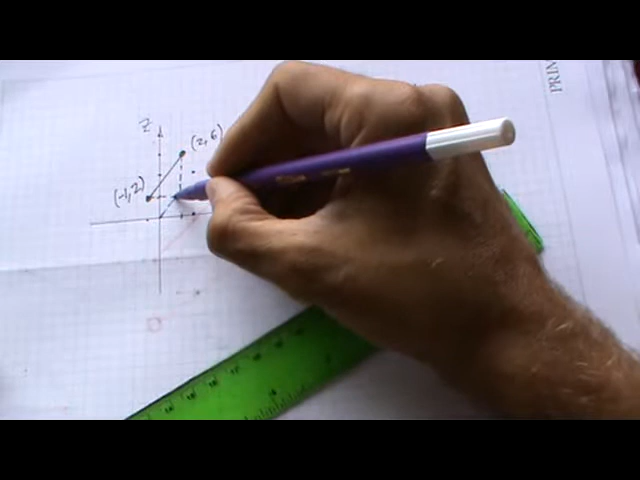 Z
(2, 6)
(-1, 2)
PRIM